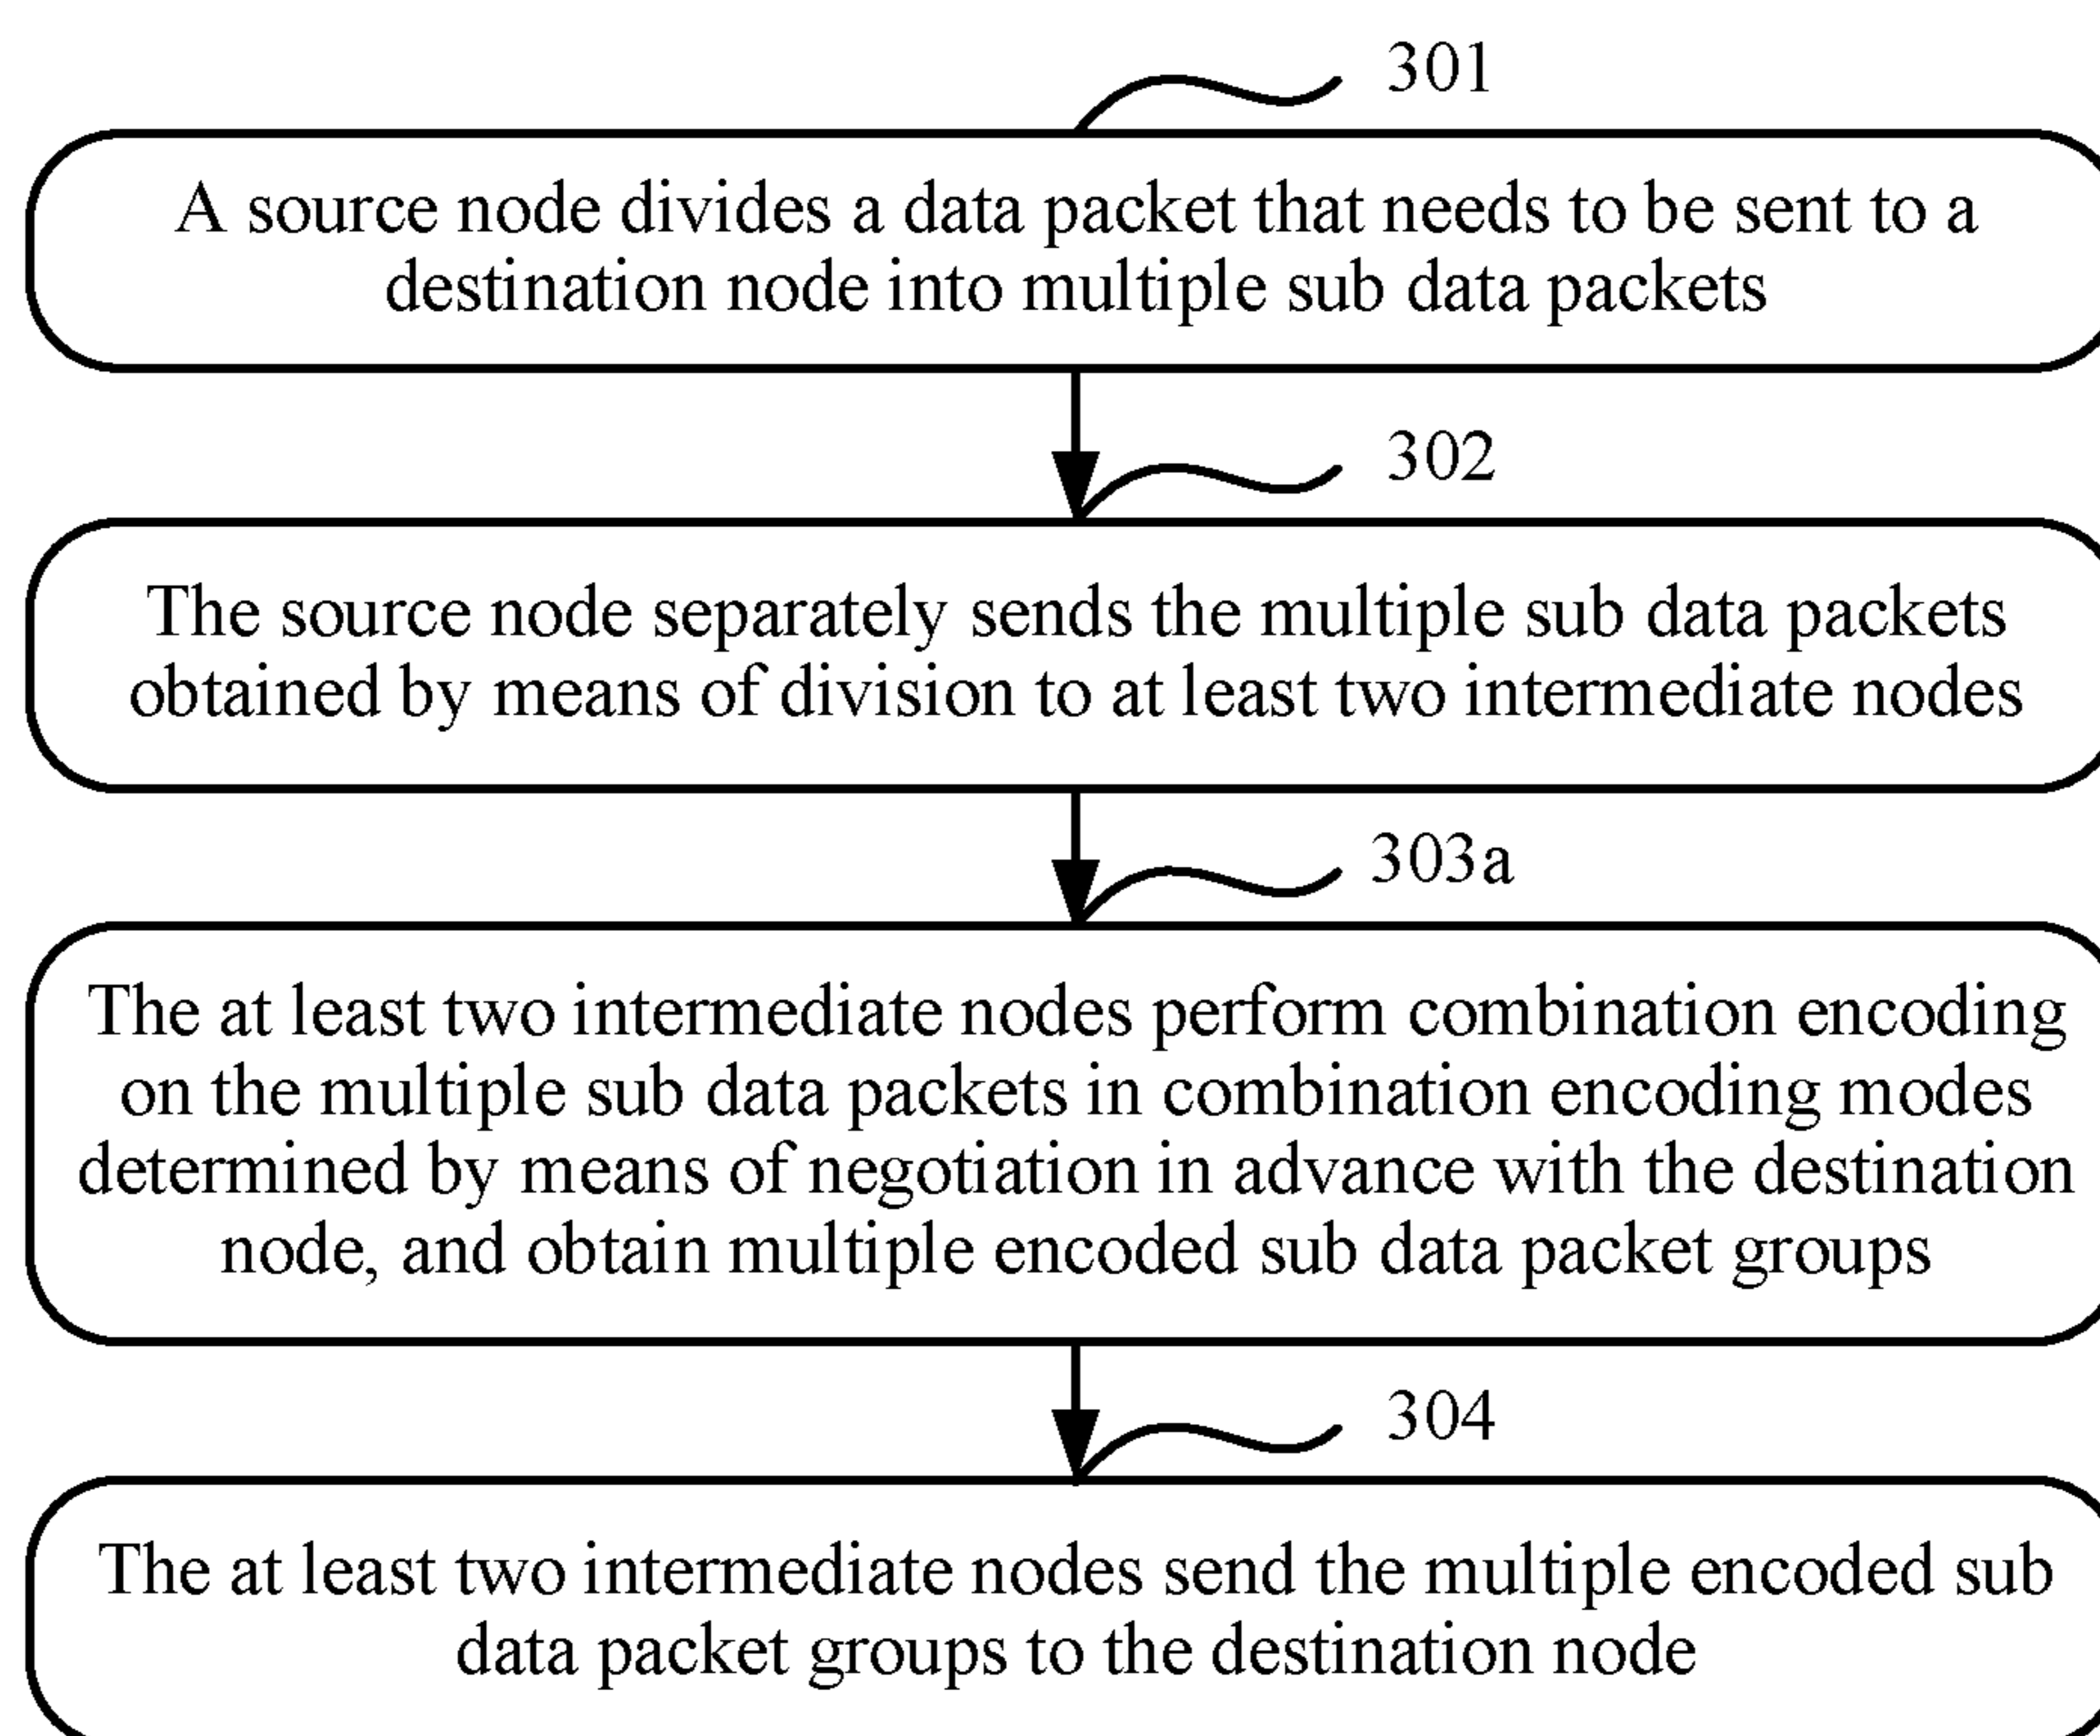 301
A source node divides a data packet that needs to be sent to a
destination node into multiple sub data packets
302
The source node separately sends the multiple sub data packets
obtained by means of division to at least two intermediate nodes
303a
The at least two intermediate nodes perform combination encoding
on the multiple sub data packets in combination encoding modes
determined by means of negotiation in advance with the destination
node, and obtain multiple encoded sub data packet groups
304
The at least two intermediate nodes send the multiple encoded sub
data packet groups to the destination node